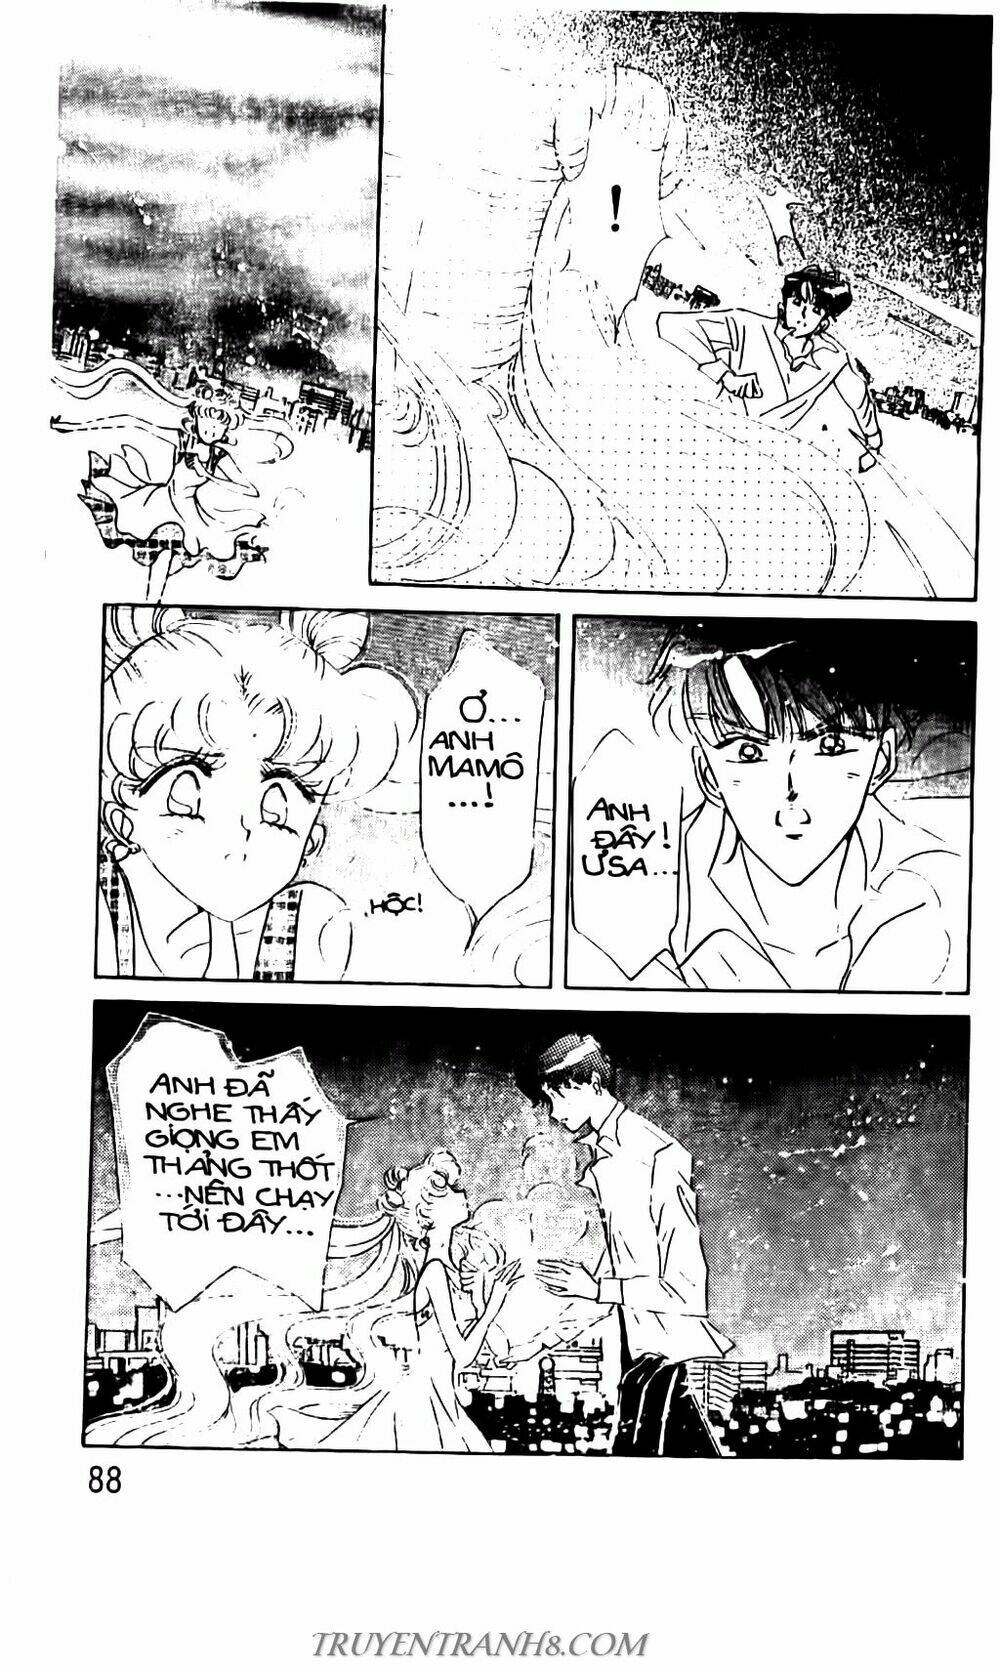 !
Ơ...
ANH
MAMÔ
...!
HỘC!
ANH
ĐÂY!
ƯSA...
ANH ĐÃ
NGHE THẤY
GIỌNG EM
THẢNG THỐT
...NÊN CHẠY
TỚI ĐÂY...
88
TRUYENTRANH8.COM